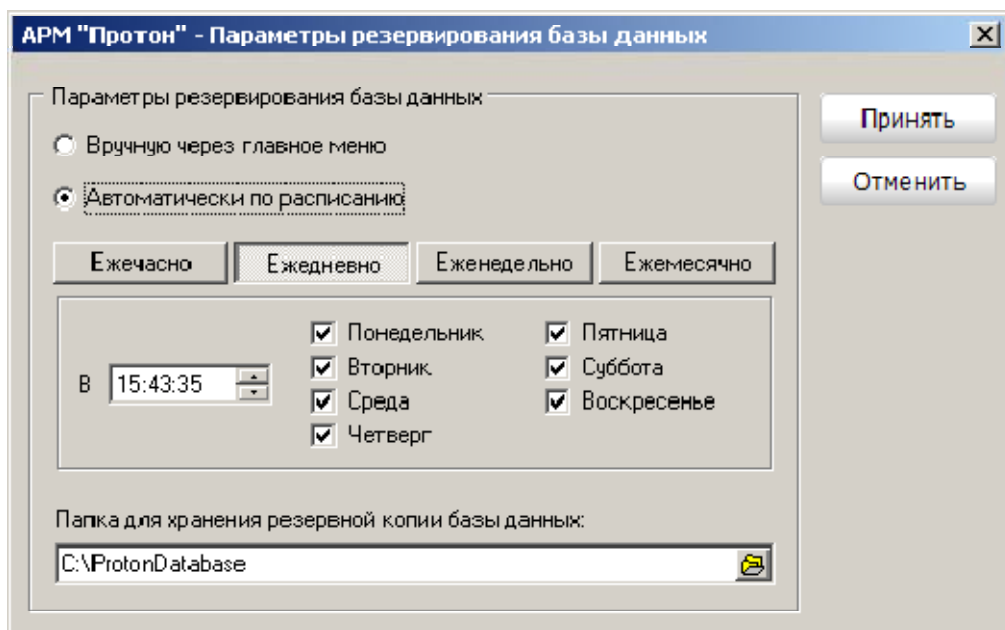 АРМ "Протон" - Параметры резервирования базы данных
Параметры резервирования базы данных
Принять
Вручную через главное меню
Отменить
Автоматически по расписанию
Ежечасно Ежедневно Еженедельно Ежемесячно
Понедельник Пятница
В 15:43:35 Вторник Суббота
Среда Воскресенье
Четверг
Папка для хранения резервной копии базы данных:
C:\ProtonDatabase